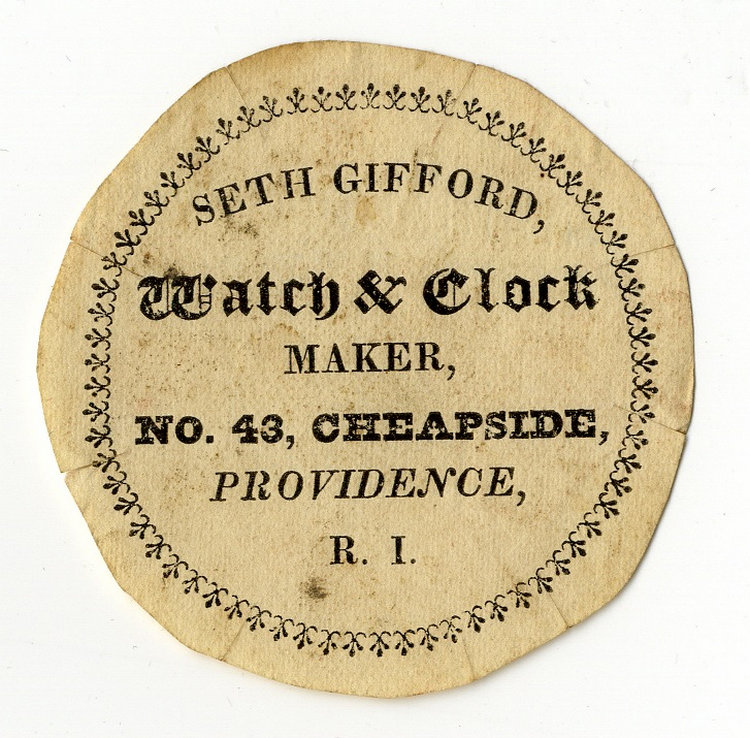 SETH GIFFORD,
Watch & Clock
MAKER,
NO. 43, CHEAPSIDE,
PROVIDENCE,
R. I.